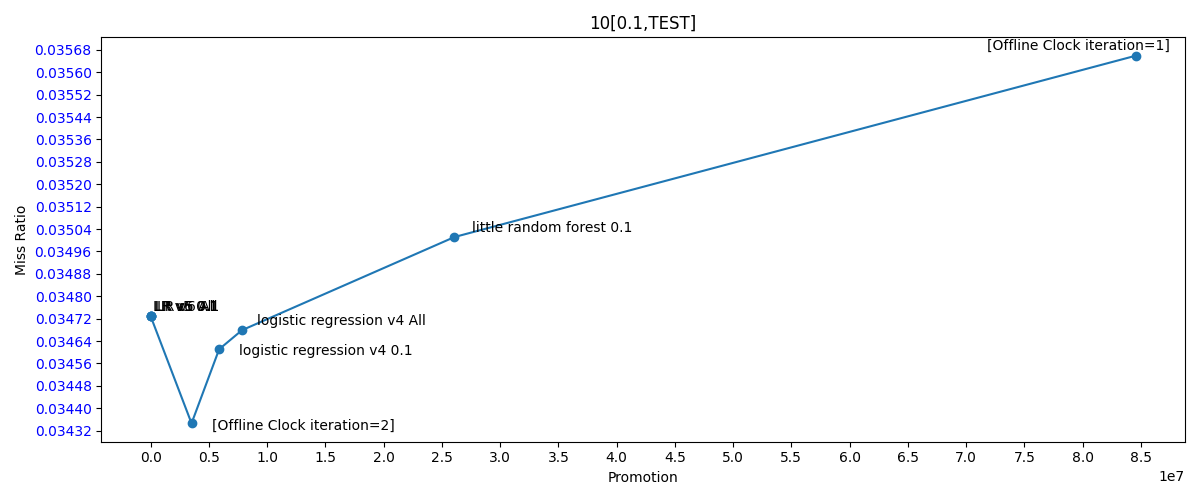 10[0.1,TEST]
[Offline Clock iteration=1]
0.03568
0.03560
0.03552
0.03544
0.03536
0.03528
0.03520
0.03512
0.03504
0.03496
0.03488
0.03480
0.03472
0.03464
0.03456
0.03448
0.03440
0.03432
Miss Ratio
little random forest 0.1
logistic regression v4 All
logistic regression v4 0.1
[Offline Clock iteration=2]
0.0 0.5 1.0 1.5 2.0 2.5 3.0 3.5 4.0 4.5 5.0 5.5 6.0 6.5 7.0 7.5 8.0 8.5
1e7
Promotion